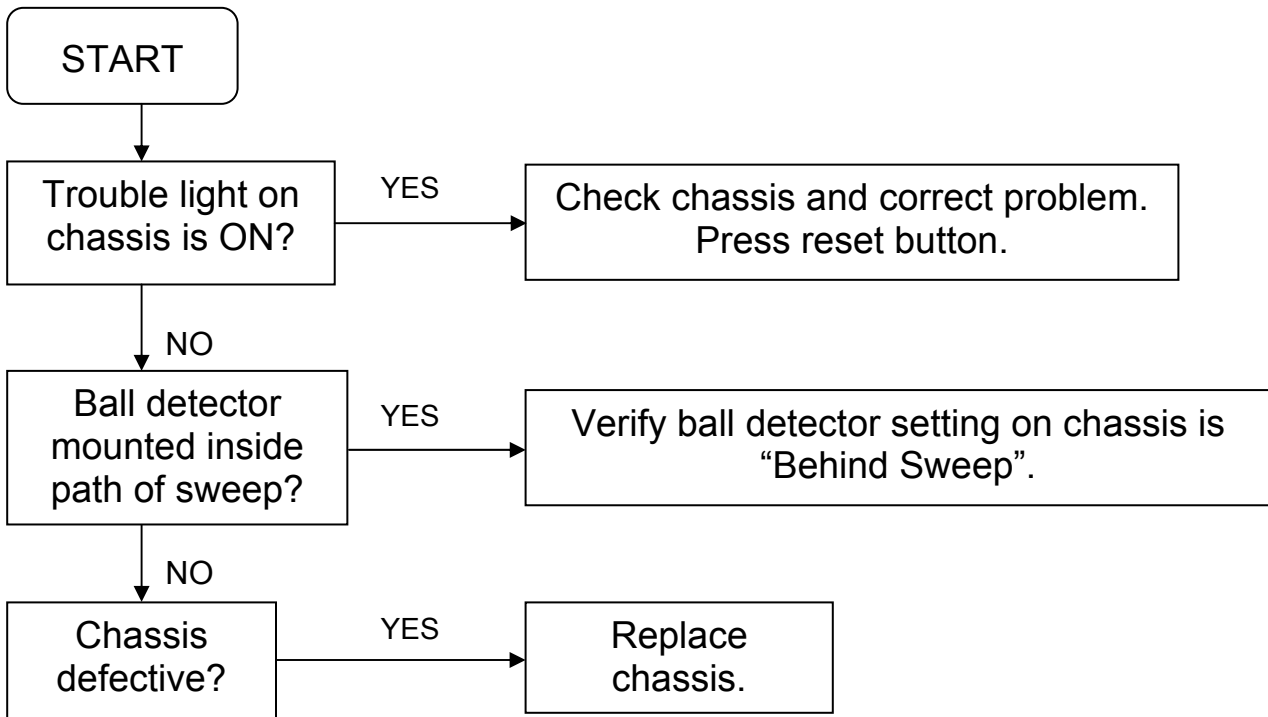 START
Trouble light on
chassis is ON?
YES
Check chassis and correct problem.
Press reset button.
NO
Ball detector
mounted inside
path of sweep?
YES
Verify ball detector setting on chassis is
“Behind Sweep”.
NO
Chassis
defective?
YES
Replace
chassis.